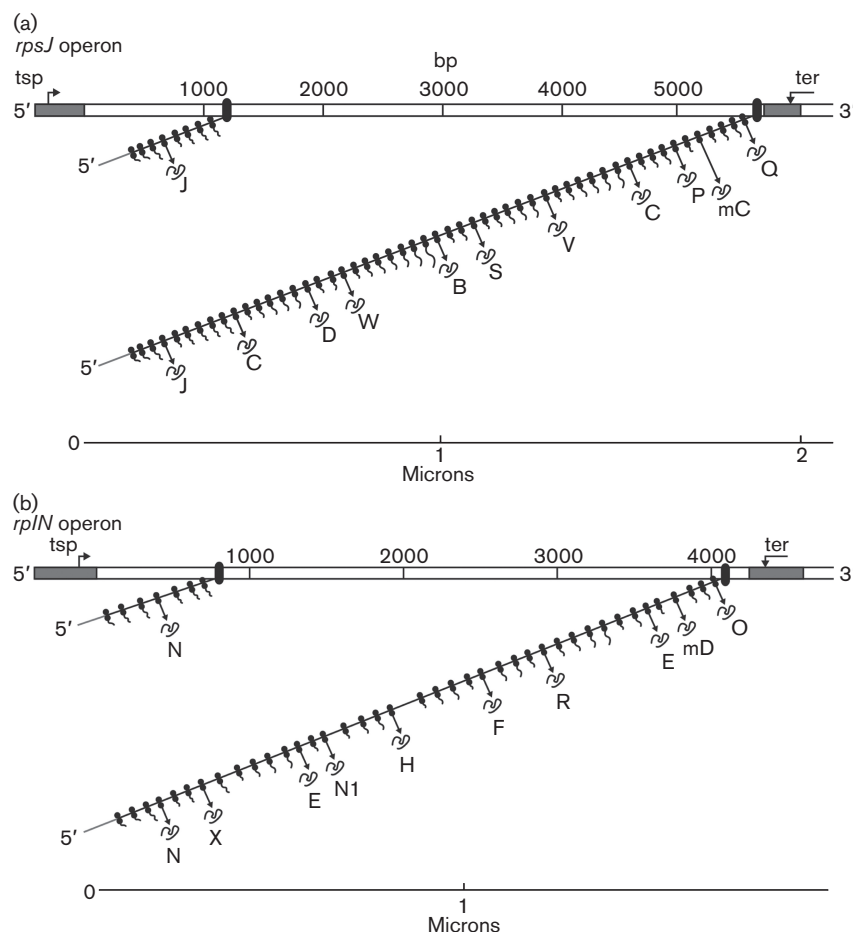 (a)
rpsJ operon
bp
tsp
1000
2000
3000
4000
5000
ter
5′
3
5′
J
Q
P
mC
C
V
S
B
W
D
C
J
5′
0
1
2
Microns
(b)
rplN operon
tsp
1000
2000
3000
4000
ter
5′
3
5′
N
O
mD
E
R
F
H
N1
E
X
N
5′
0
1
Microns